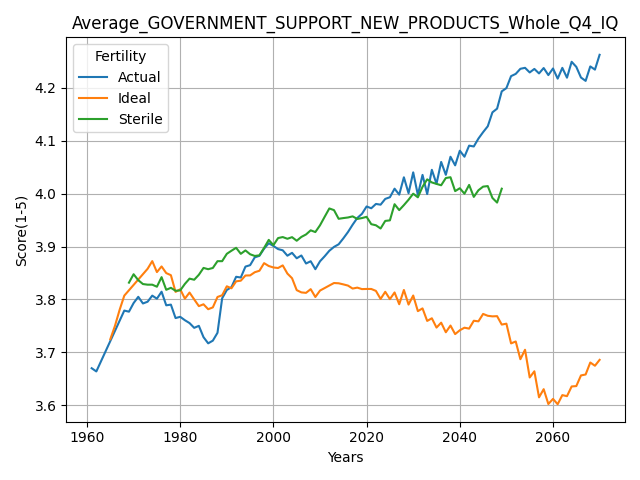 Average_GOVERNMENT_SUPPORT_NEW_PRODUCTS_Whole_Q4_IQ
Fertility
Actual
Ideal
Sterile
Score(1-5)
4.2
4.1
4.0
3.9
3.8
3.7
3.6
1960
1980
2000
2020
2040
2060
Years